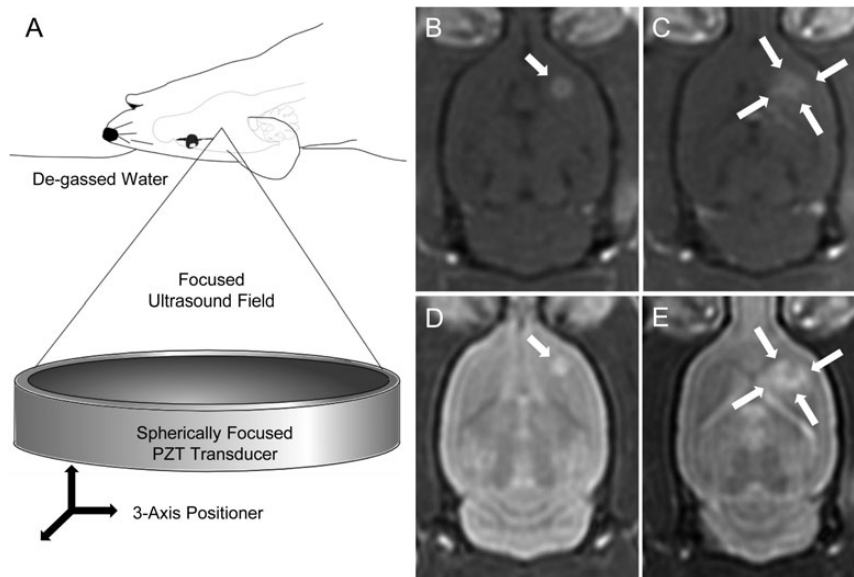 A
B
C
De-gassed Water
Focused
Ultrasound Field
D
E
Spherically Focused
PZT Transducer
3-Axis Positioner